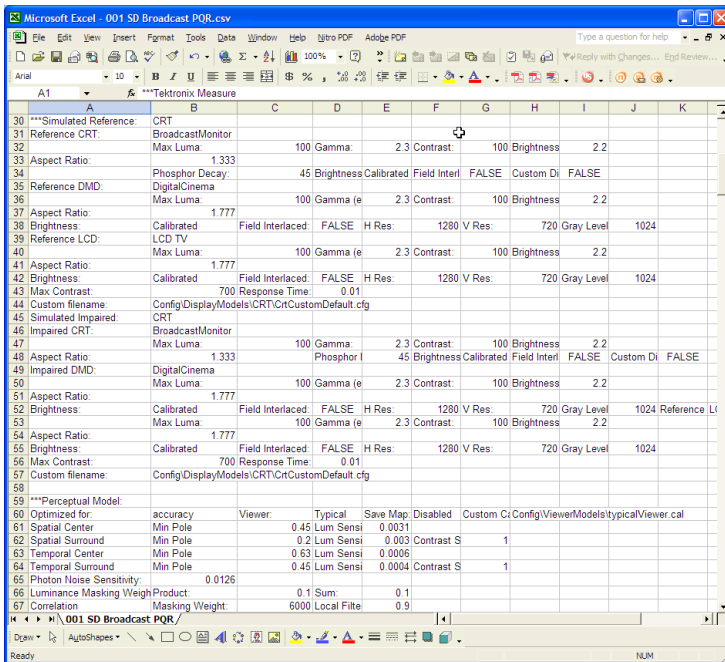 Microsoft Excel - 001 SD Broadcast PQR.csv
File Edit View Insert Format Tools Data Window Help Nitro PDF Adobe PDF Type a question for help
100% Reply with Changes... End Review...
Arial 10 B I U $ % ,
A1 fx ***Tektronix Measure
A B C D E F G H I J K
30 ***Simulated Reference: CRT
31 Reference CRT: BroadcastMonitor
32 Max Luma: 100 Gamma: 2.3 Contrast: 100 Brightness 2.2
33 Aspect Ratio: 1.333
34 Phosphor Decay: 45 Brightness Calibrated Field Interl FALSE Custom Di FALSE
35 Reference DMD: DigitalCinema
36 Max Luma: 100 Gamma (e 2.3 Contrast: 100 Brightness 2.2
37 Aspect Ratio: 1.777
38 Brightness: Calibrated Field Interlaced: FALSE H Res: 1280 V Res: 720 Gray Level 1024
39 Reference LCD: LCD TV
40 Max Luma: 100 Gamma (e 2.3 Contrast: 100 Brightness 2.2
41 Aspect Ratio: 1.777
42 Brightness: Calibrated Field Interlaced: FALSE H Res: 1280 V Res: 720 Gray Level 1024
43 Max Contrast: 700 Response Time: 0.01
44 Custom filename: Config\DisplayModels\CRT\CrtCustomDefault.cfg
45 Simulated Impaired: CRT
46 Impaired CRT: BroadcastMonitor
47 Max Luma: 100 Gamma: 2.3 Contrast: 100 Brightness 2.2
48 Aspect Ratio: 1.333 Phosphor I 45 Brightness Calibrated Field Interl FALSE Custom Di FALSE
49 Impaired DMD: DigitalCinema
50 Max Luma: 100 Gamma (e 2.3 Contrast: 100 Brightness 2.2
51 Aspect Ratio: 1.777
52 Brightness: Calibrated Field Interlaced: FALSE H Res: 1280 V Res: 720 Gray Level 1024 Reference LC
53 Max Luma: 100 Gamma (e 2.3 Contrast: 100 Brightness 2.2
54 Aspect Ratio: 1.777
55 Brightness: Calibrated Field Interlaced: FALSE H Res: 1280 V Res: 720 Gray Level 1024
56 Max Contrast: 700 Response Time: 0.01
57 Custom filename: Config\DisplayModels\CRT\CrtCustomDefault.cfg
58
59 ***Perceptual Model:
60 Optimized for: accuracy Viewer: Typical Save Map: Disabled Custom Ca Config\ViewerModels\typicalViewer.cal
61 Spatial Center Min Pole 0.45 Lum Sensi 0.0031
62 Spatial Surround Min Pole 0.2 Lum Sensi 0.003 Contrast S 1
63 Temporal Center Min Pole 0.63 Lum Sensi 0.0006
64 Temporal Surround Min Pole 0.45 Lum Sensi 0.0004 Contrast S 1
65 Photon Noise Sensitivity: 0.0126
66 Luminance Masking Weigh Product: 0.1 Sum: 0.1
67 Correlation Masking Weight: 6000 Local Filte 0.9
001 SD Broadcast PQR
Draw AutoShapes
Ready NUM